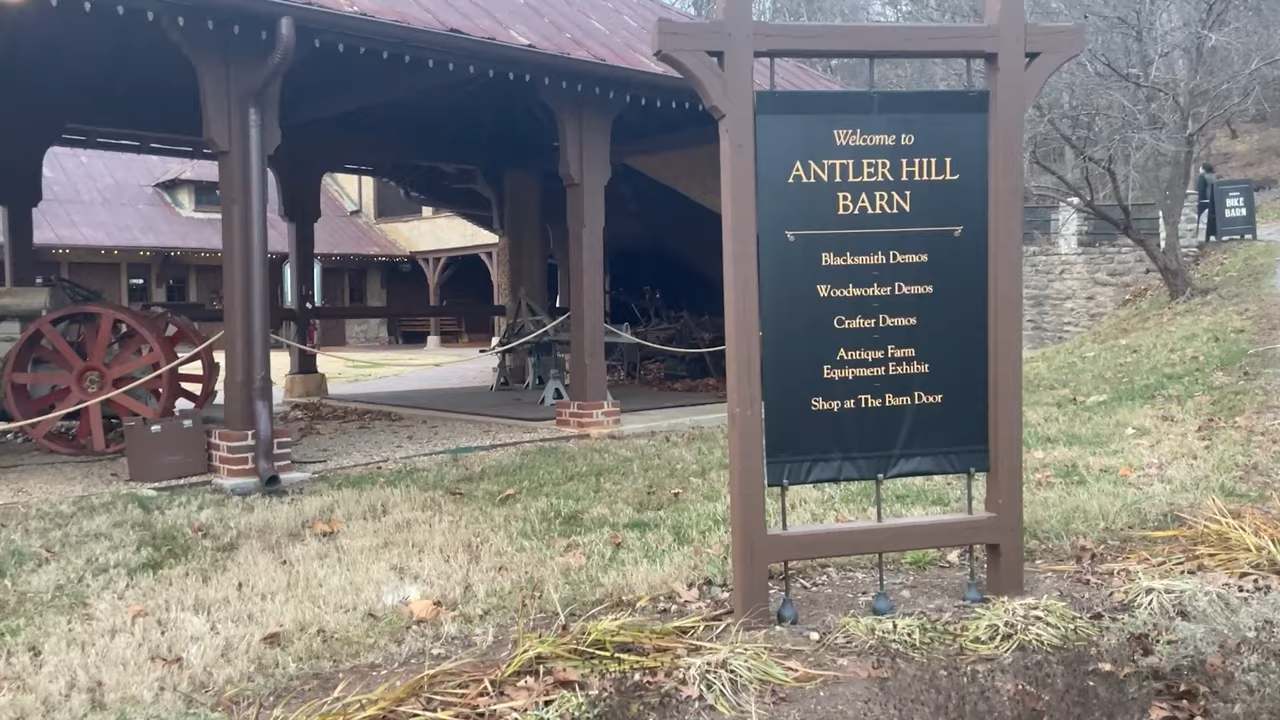 Welcome to
ANTLER HILL
BARN
Blacksmith Demos
Woodworker Demos
Crafter Demos
Antique Farm
Equipment Exhibit
Shop at The Barn Door
BIKE
BARN